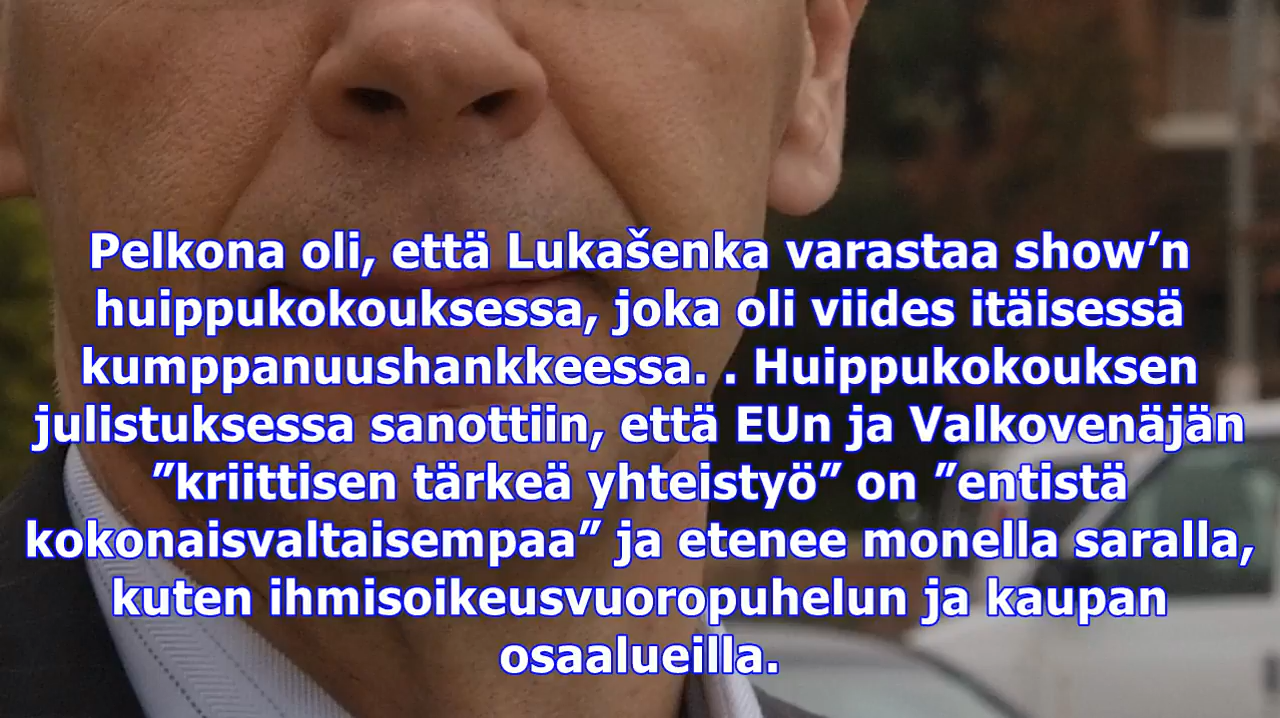 Pelkona oli, että Lukašenka varastaa show’n
huippukokouksessa, joka oli viides itäisessä
kumppanuushankkeessa. . Huippukokouksen
julistuksessa sanottiin, että EUn ja Valkovenäjän
”kriittisen tärkeä yhteistyö” on ”entistä
kokonaisvaltaisempaa” ja etenee monella saralla,
kuten ihmisoikeusvuoropuhelun ja kaupan
osaalueilla.